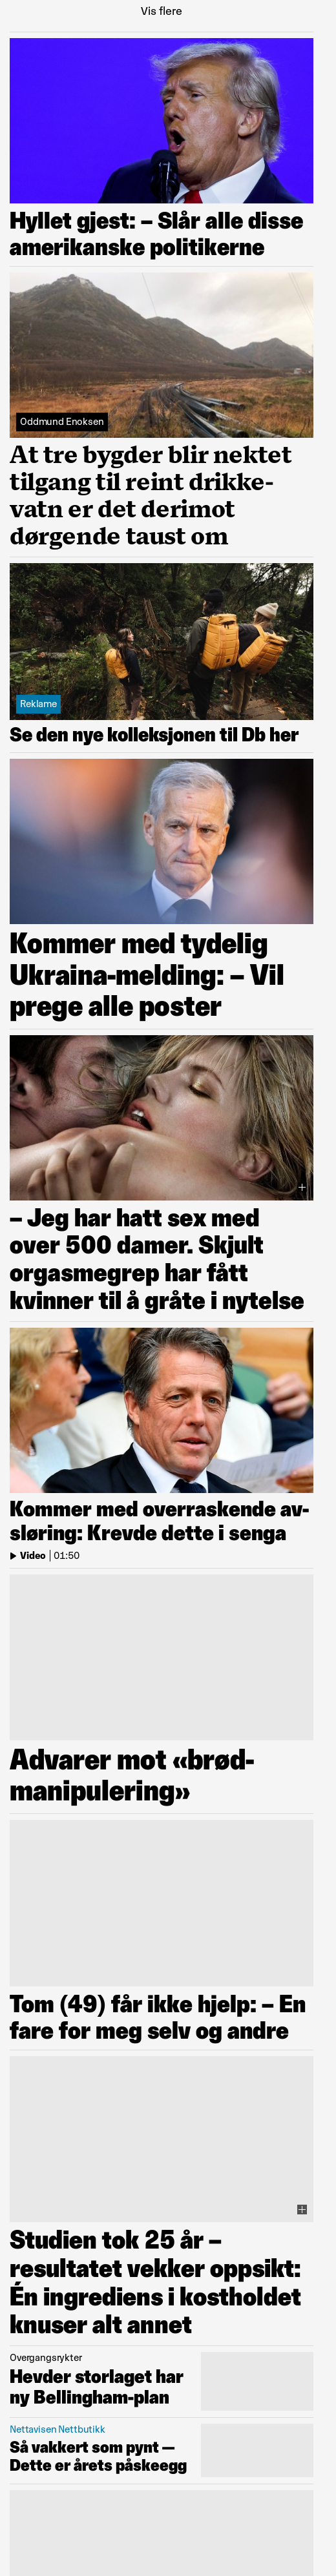 Vis flere
Hyllet gjest: – Slår alle disse
amerikanske politikerne
Oddmund Enoksen
At tre bygder blir nektet
tilgang til reint drikke-
vatn er det derimot
dørgende taust om
Reklame
Se den nye kolleksjonen til Db her
Kommer med tydelig
Ukraina-melding: – Vil
prege alle poster
– Jeg har hatt sex med
over 500 damer. Skjult
orgasmegrep har fått
kvinner til å gråte i nytelse
Kommer med overraskende av-
sløring: Krevde dette i senga
Video | 01:50
Advarer mot «brød-
manipulering»
Tom (49) får ikke hjelp: – En
fare for meg selv og andre
Studien tok 25 år –
resultatet vekker oppsikt:
Én ingrediens i kostholdet
knuser alt annet
Overgangsrykter
Hevder storlaget har
ny Bellingham-plan
Nettavisen Nettbutikk
Så vakkert som pynt —
Dette er årets påskeegg